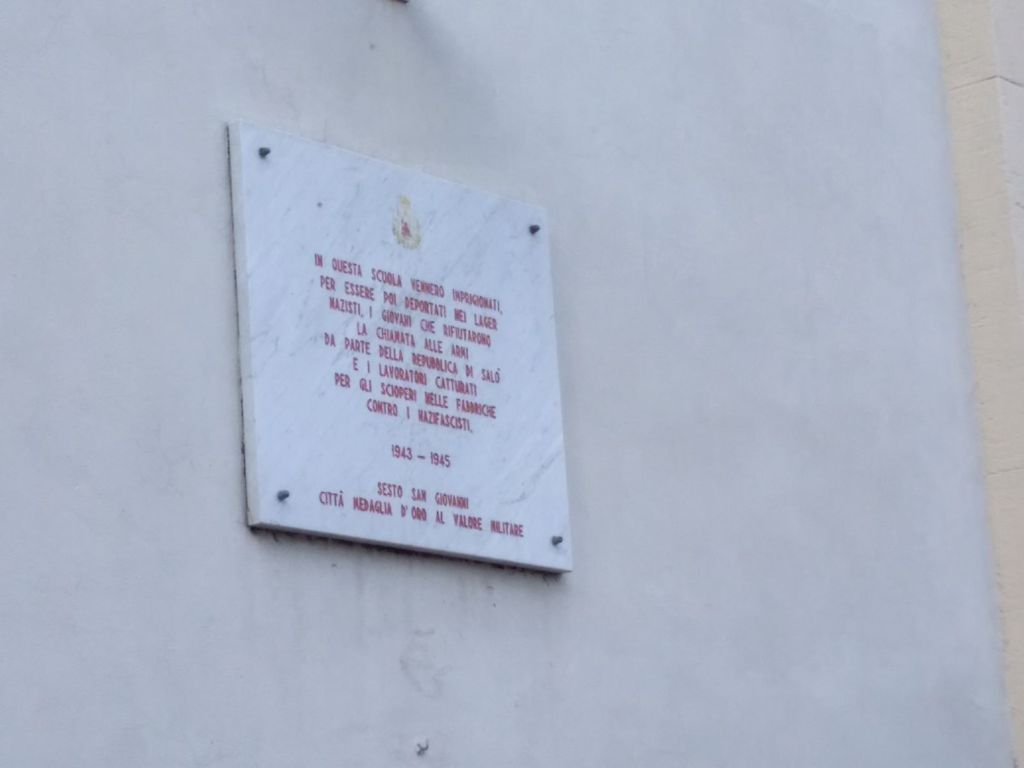 IN QUESTA SCUOLA VENNERO IMPRIGIONATI,
PER ESSERE POI DEPORTATI NEI LAGER
NAZISTI, I GIOVANI CHE RIFIUTARONO
LA CHIAMATA ALLE ARMI
DA PARTE DELLA REPUBBLICA DI SALÒ
E I LAVORATORI CATTURATI
PER GLI SCIOPERI NELLE FABBRICHE
CONTRO I NAZIFASCISTI.
1943 - 1945
SESTO SAN GIOVANNI
CITTÀ MEDAGLIA D'ORO AL VALORE MILITARE